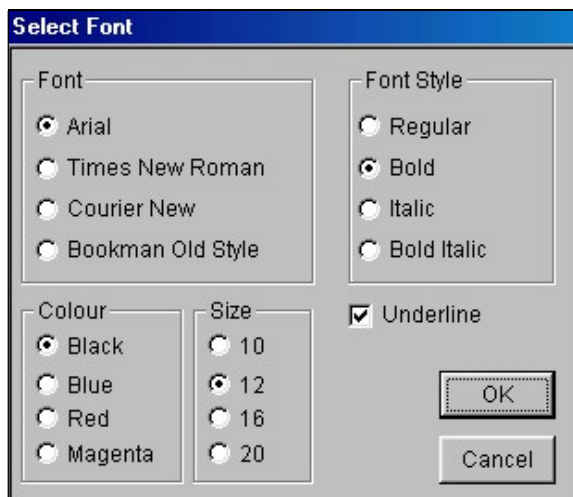 Select Font
Font
Arial
Times New Roman
Courier New
Bookman Old Style
Font Style
Regular
Bold
Italic
Bold Italic
Colour
Black
Blue
Red
Magenta
Size
10
12
16
20
Underline
OK
Cancel